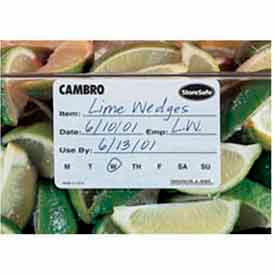 CAMBRO StoreSafe
Item: Lime Wedges
Date: 6/10/01 Emp: L.W.
Use By: 6/13/01
M T W TH F SA SU